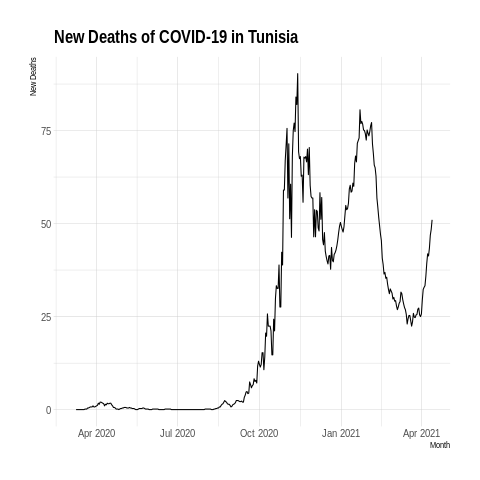 New Deaths of COVID-19 in Tunisia
New Deaths
75
50
25
0
Apr 2020 Jul 2020 Oct 2020 Jan 2021 Apr 2021
Month